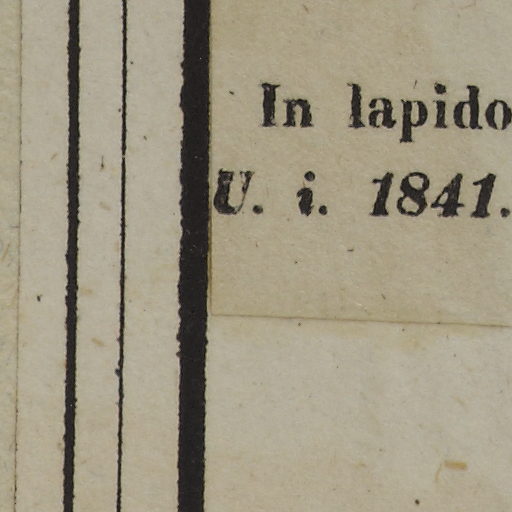 In lapido
U. i. 1841.